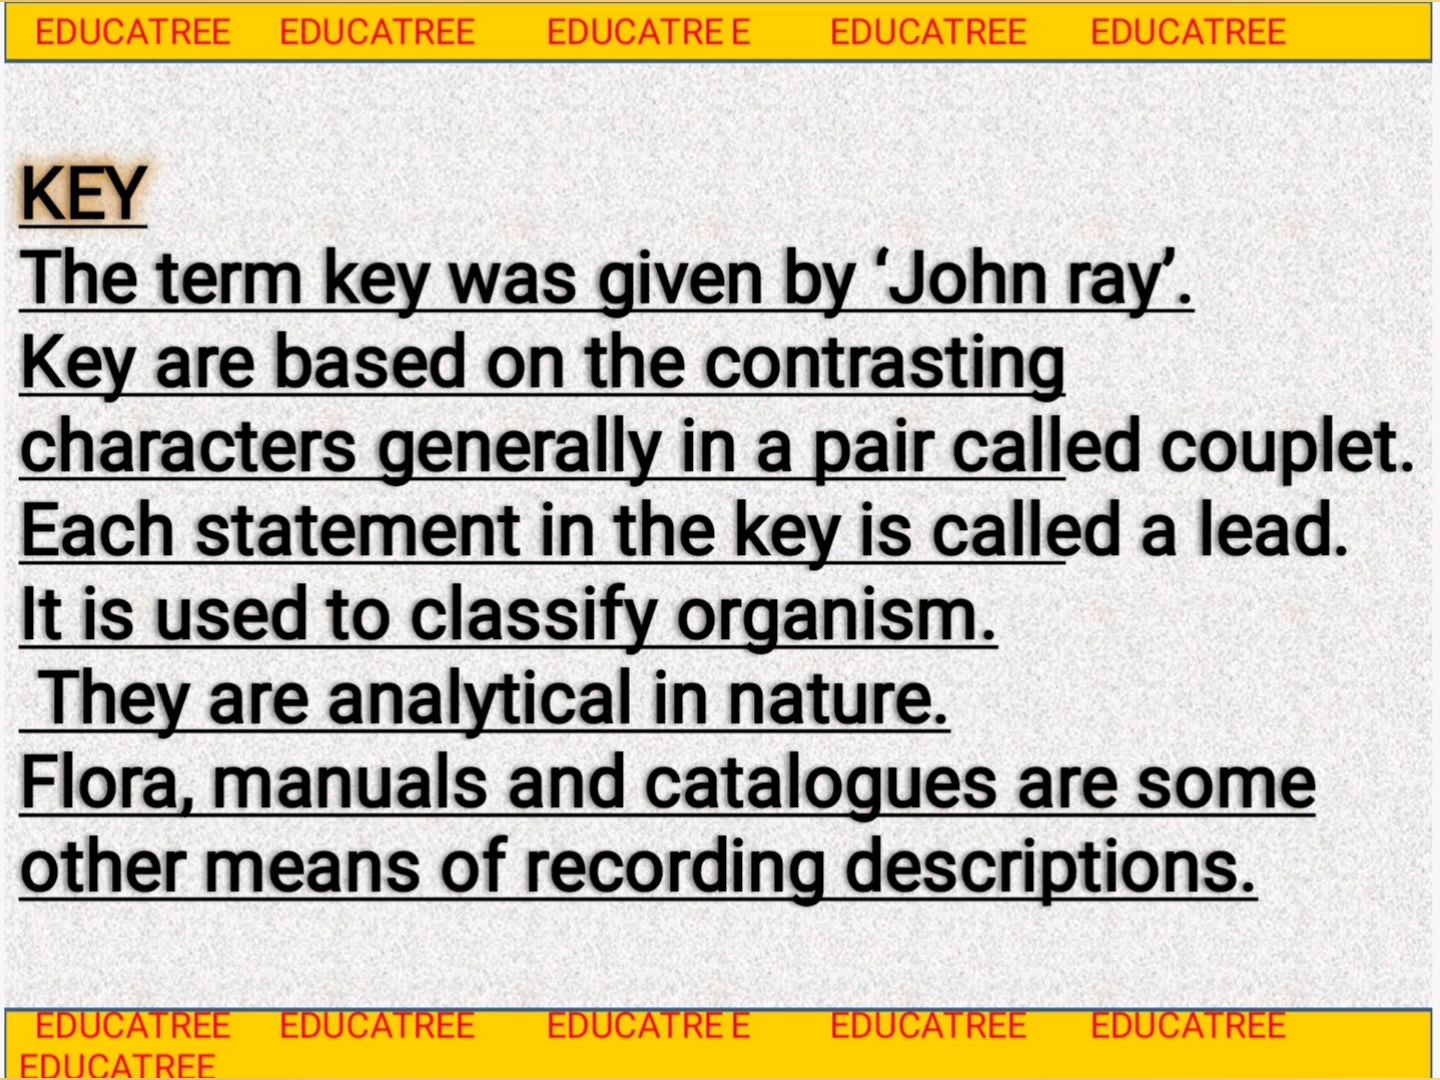 EDUCATREE EDUCATREE EDUCATRE E EDUCATREE EDUCATREE
KEY
The term key was given by ‘John ray’.
Key are based on the contrasting
characters generally in a pair called couplet.
Each statement in the key is called a lead.
It is used to classify organism.
They are analytical in nature.
Flora, manuals and catalogues are some
other means of recording descriptions.
EDUCATREE EDUCATREE EDUCATRE E EDUCATREE EDUCATREE
EDUCATREE